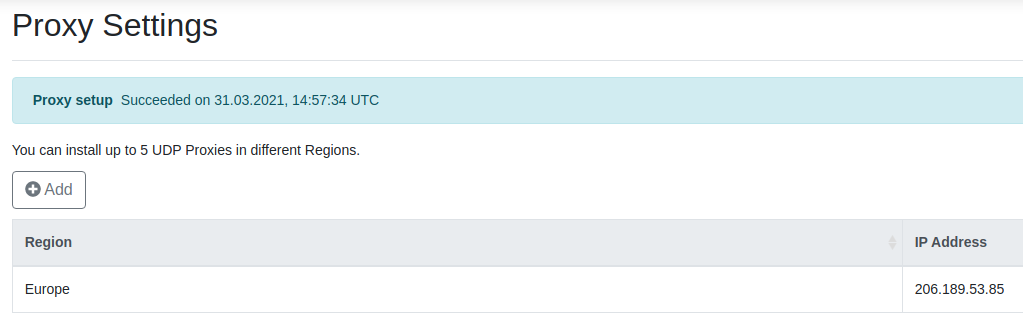 Proxy Settings
Proxy setup Succeeded on 31.03.2021, 14:57:34 UTC
You can install up to 5 UDP Proxies in different Regions.
Add
Region IP Address
Europe 206.189.53.85